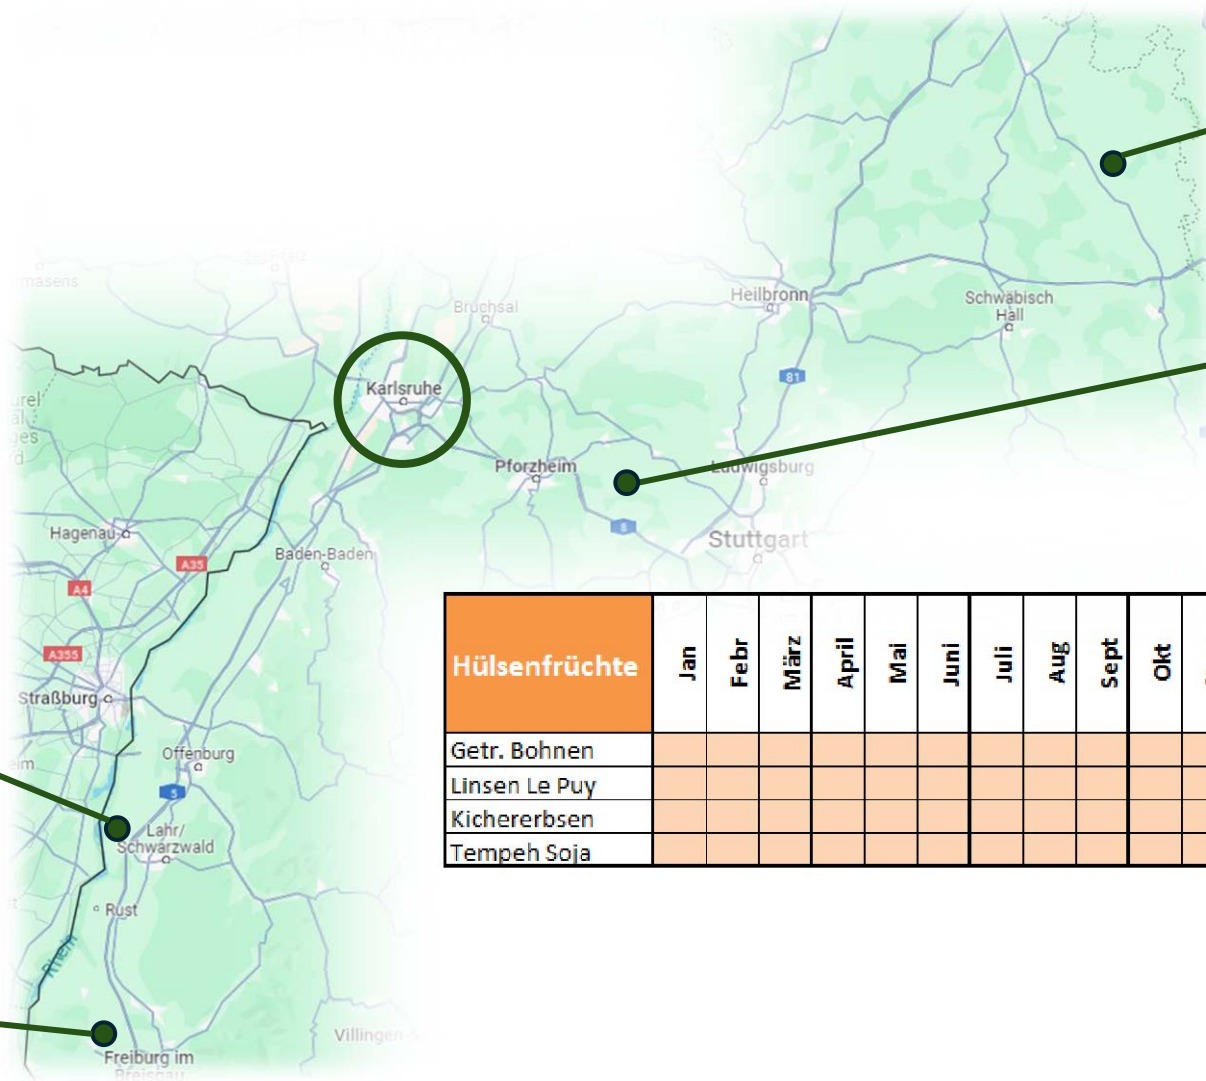 masens
Bruchsal
Heilbronn
Schwäbisch
Hall
Karlsruhe
81
Pforzheim
Ludwigsburg
8
Stuttgart
Hagenau
A35
Baden-Baden
A4
A355
Straßburg
Offenburg
5
Lahr/
Schwarzwald
Rust
Rhein
Villingen-S
Freiburg im
Breisgau
Hülsenfrüchte Jan Febr März April Mai Juni Juli Aug Sept Okt
Getr. Bohnen
Linsen Le Puy
Kichererbsen
Tempeh Soja